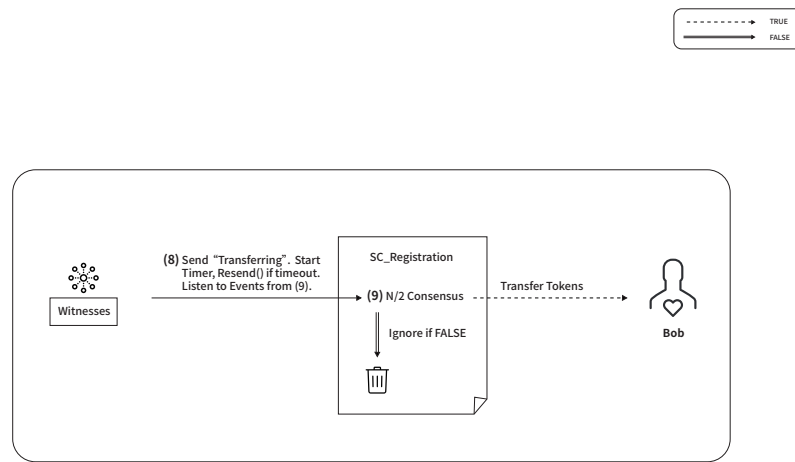 TRUE
FALSE
(8) Send “Transferring”. Start
Timer, Resend() if timeout.
Listen to Events from (9).
SC_Registration
Witnesses
(9) N/2 Consensus
Transfer Tokens
Ignore if FALSE
Bob